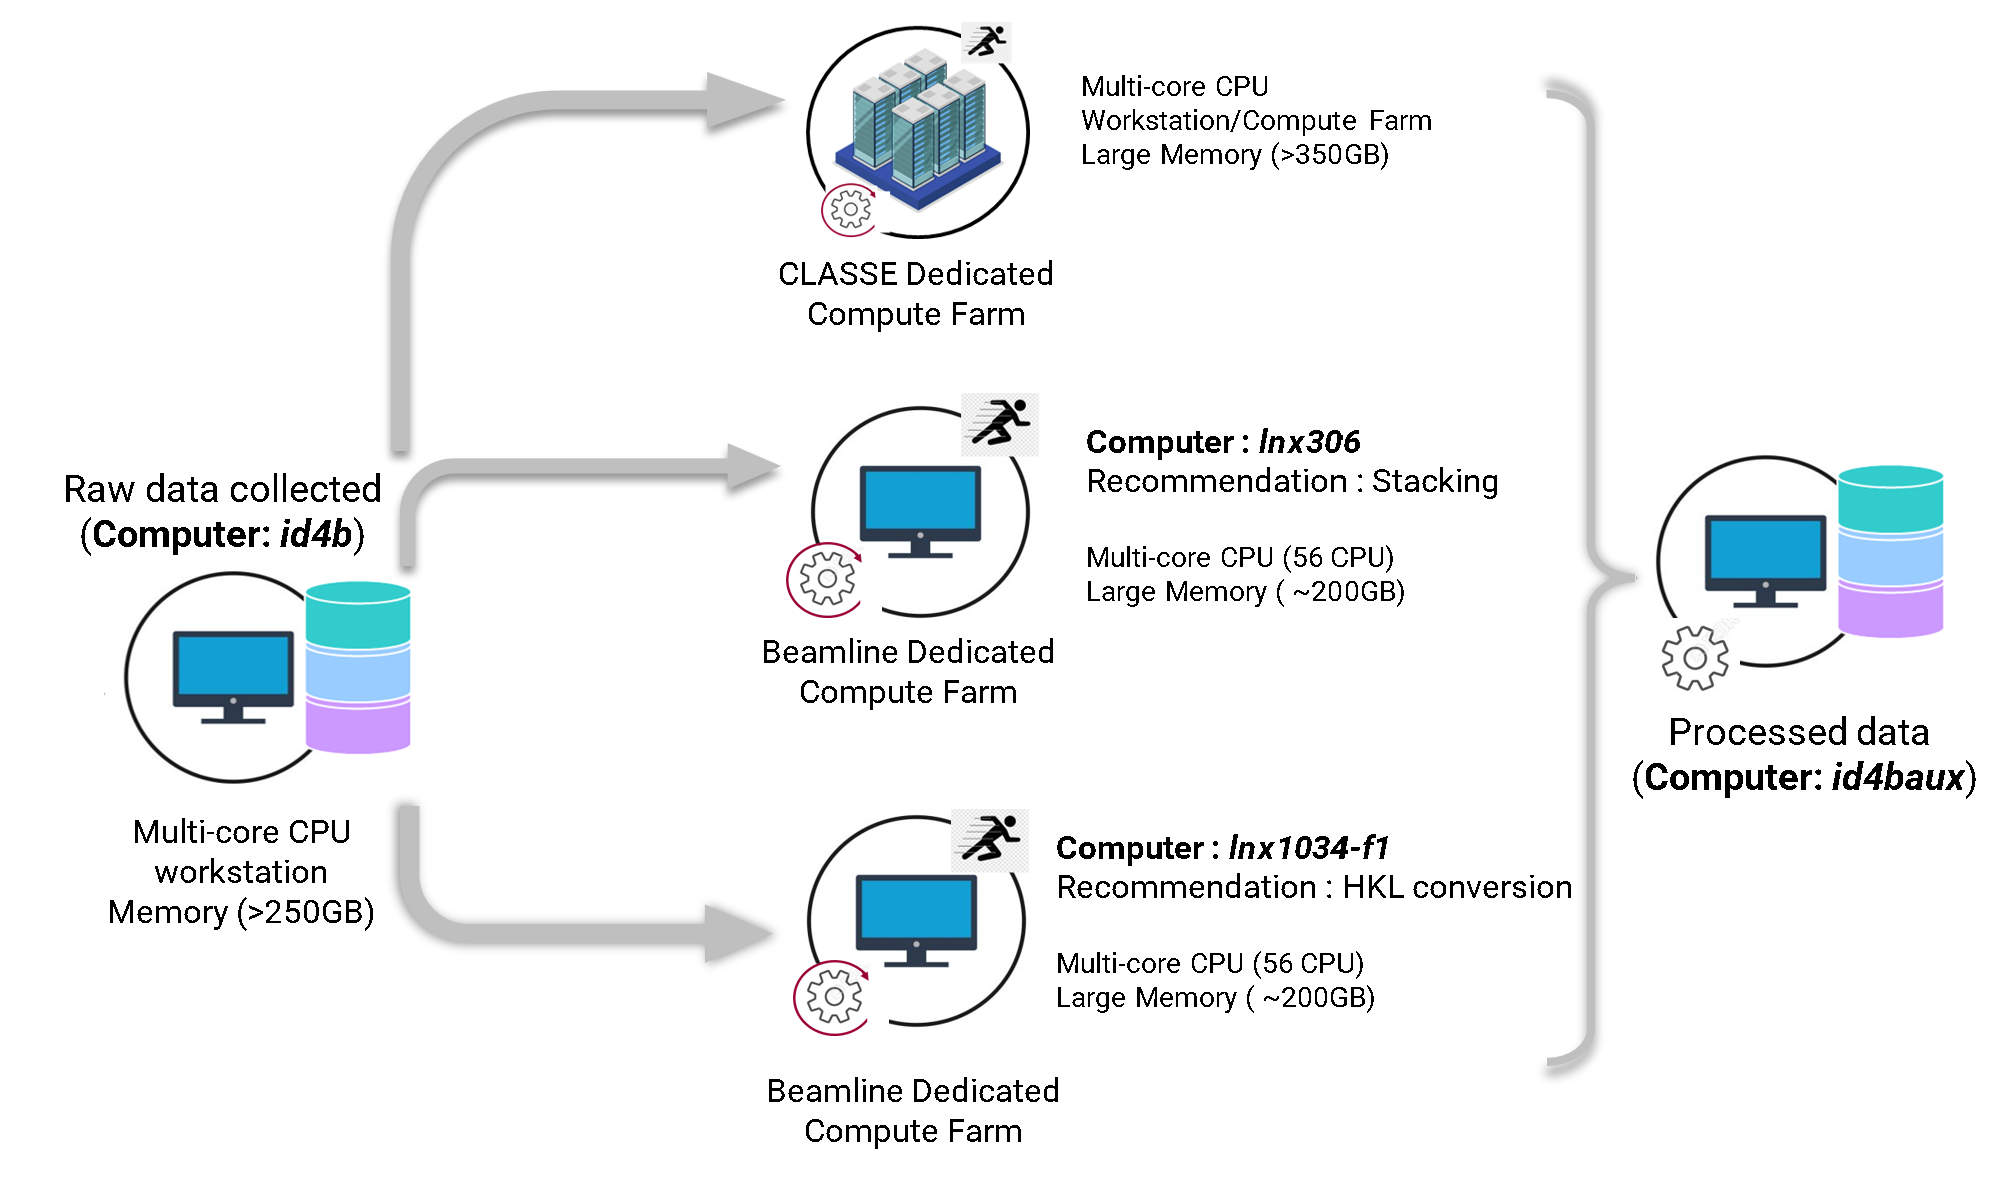 Multi-core CPU
Workstation/Compute Farm
Large Memory (>350GB)
CLASSE Dedicated
Compute Farm
Raw data collected
(Computer: id4b)
Multi-core CPU
workstation
Memory (>250GB)
Computer : lnx306
Recommendation : Stacking
Multi-core CPU (56 CPU)
Large Memory ( ~200GB)
Beamline Dedicated
Compute Farm
Computer : lnx1034-f1
Recommendation : HKL conversion
Multi-core CPU (56 CPU)
Large Memory ( ~200GB)
Beamline Dedicated
Compute Farm
Processed data
(Computer: id4baux)